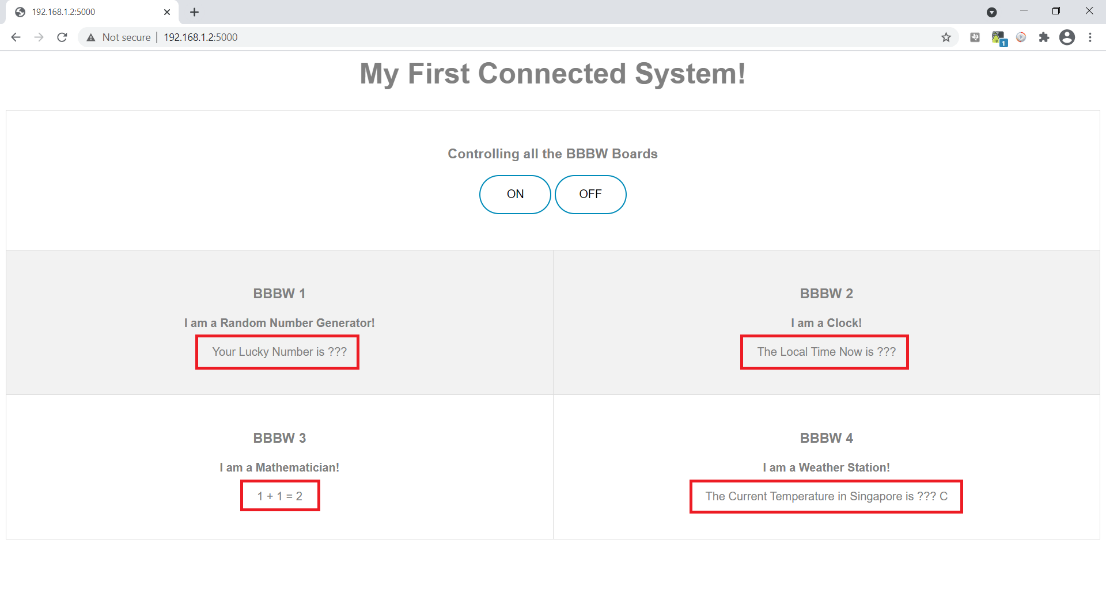 192.168.1.2:5000
Not secure | 192.168.1.2:5000
1
My First Connected System!
Controlling all the BBBW Boards
ON OFF
BBBW 1
I am a Random Number Generator!
Your Lucky Number is ???
BBBW 2
I am a Clock!
The Local Time Now is ???
BBBW 3
I am a Mathematician!
1 + 1 = 2
BBBW 4
I am a Weather Station!
The Current Temperature in Singapore is ??? C